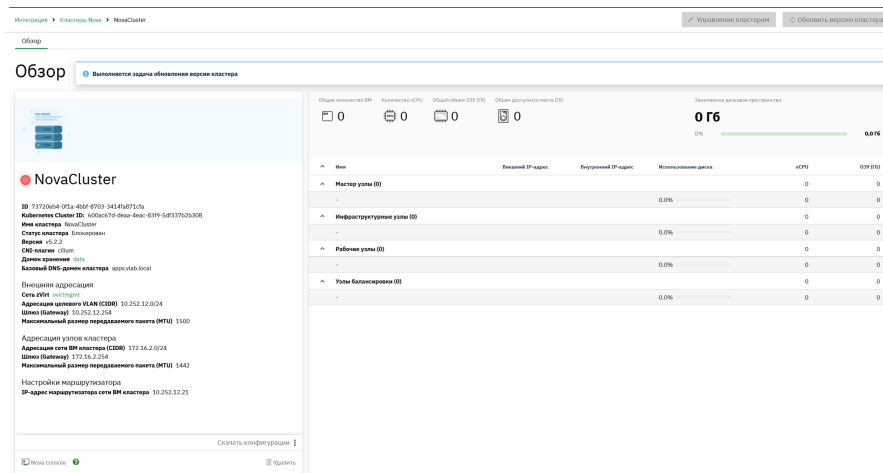 Интеграция > Кластеры Nova > NovaCluster
Управление кластером
Обновить версию кластера
Обзор
Обзор
Выполняется задача обновления версии кластера
NovaCluster
ID 73720eb4-0f1a-4bbf-8703-3414fa871cfa
Kubernetes Cluster ID: 600ac67d-deaa-4eac-83f9-5df337b2b308
Имя кластера NovaCluster
Статус кластера Блокирован
Версия v5.2.2
CNI-плагин cilium
Домен хранения data
Базовый DNS-домен кластера apps.vlab.local
Внешняя адресация
Сеть zVirt ovirtmgmt
Адресация целевого VLAN (CIDR) 10.252.12.0/24
Шлюз (Gateway) 10.252.12.254
Максимальный размер передаваемого пакета (MTU) 1500
Адресация узлов кластера
Адресация сети ВМ кластера (CIDR) 172.16.2.0/24
Шлюз (Gateway) 172.16.2.254
Максимальный размер передаваемого пакета (MTU) 1442
Настройки маршрутизатора
IP-адрес маршрутизатора сети ВМ кластера 10.252.12.21
Скачать конфигурации
Nova console
Удалить
Общее количество ВМ Количество vCPU Общий объем ОЗУ (Гб) Объем доступного места (Гб)
0 0 0 0
Занимаемое дисковое пространство
0 Гб
0% 0,0 Гб
Имя Внешний IP-адрес Внутренний IP-адрес Использование диска vCPU ОЗУ (Гб)
Мастер узлы (0) 0 0
- 0.0% 0 0
Инфраструктурные узлы (0) 0 0
- 0.0% 0 0
Рабочие узлы (0) 0 0
- 0.0% 0 0
Узлы балансировки (0) 0 0
- 0.0% 0 0